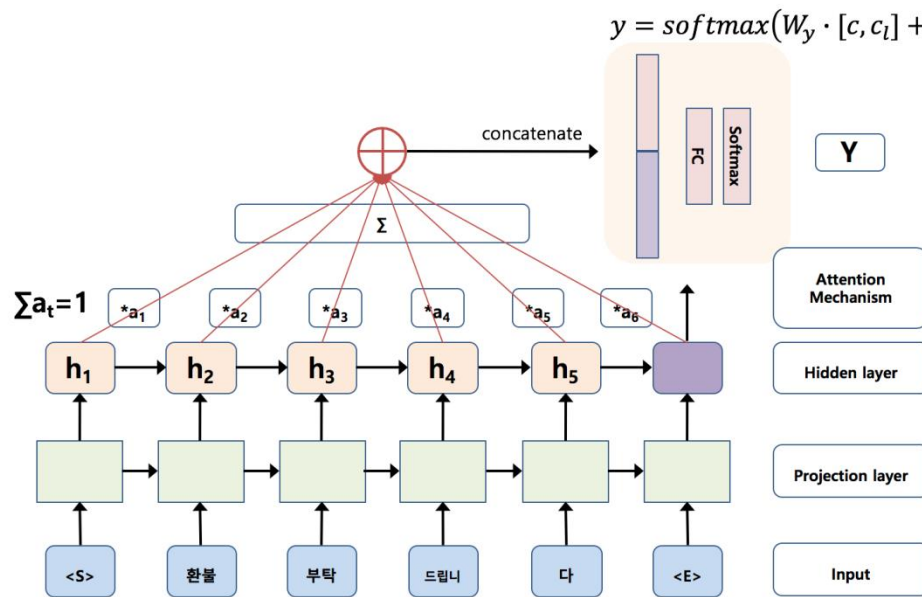 y = softmax(W_y · [c, c_l] +
concatenate
FC
Softmax
Y
Σ
Attention
Mechanism
∑a_t=1
*a_1
*a_2
*a_3
*a_4
*a_5
*a_6
h_1
h_2
h_3
h_4
h_5
Hidden layer
Projection layer
<S>
환불
부탁
드립니
다
<E>
Input